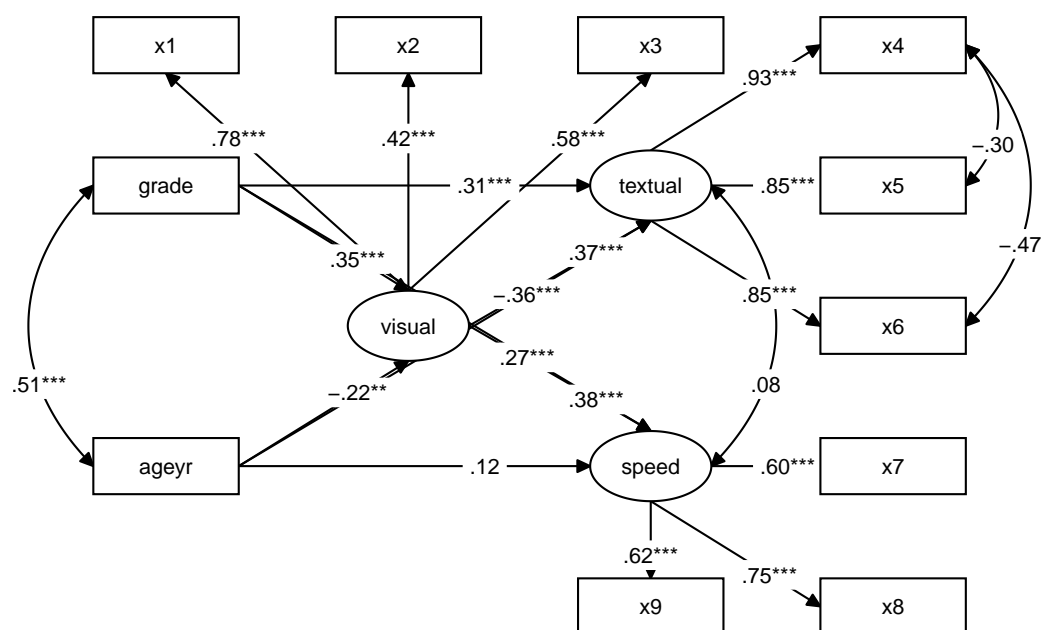 x1
x2
x3
x4
.93***
.78***
.42***
.58***
−.30
grade
.31***
textual
.85***
x5
.35***
.37***
−.47
−.36***
.85***
visual
x6
.27***
.51***
−.22**
.38***
.08
ageyr
.12
speed
.60***
x7
.62***
.75***
x9
x8